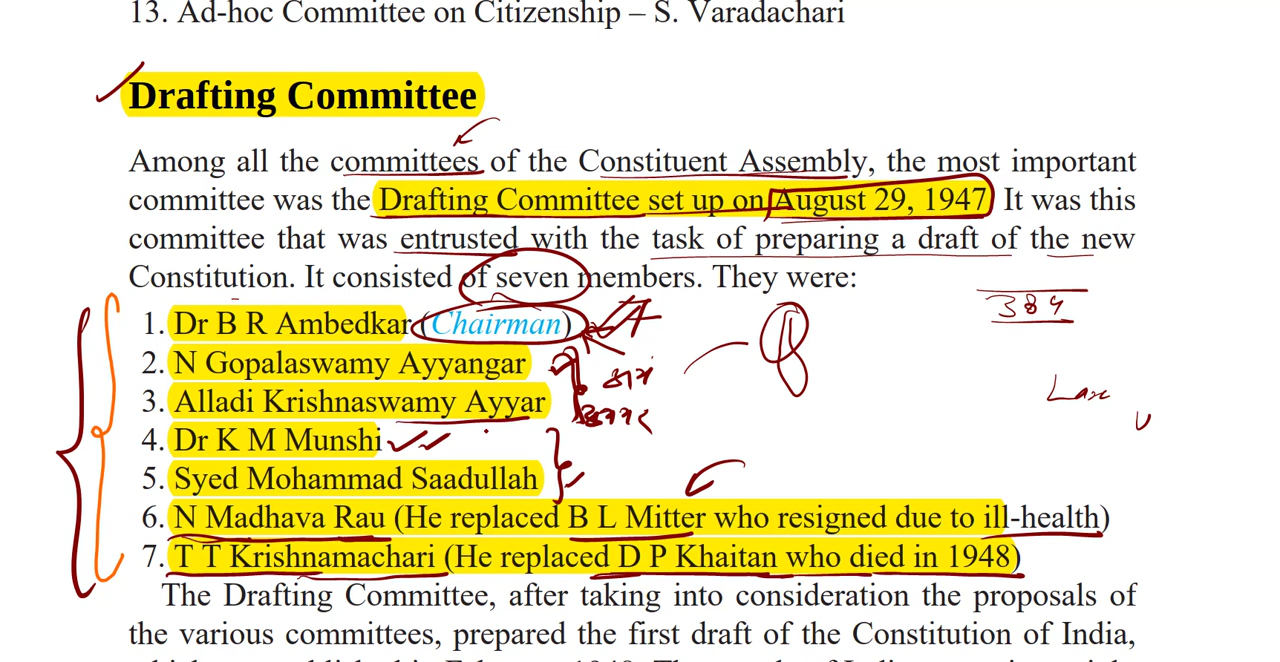 13. Ad-hoc Committee on Citizenship – S. Varadachari
Drafting Committee
Among all the committees of the Constituent Assembly, the most important
committee was the Drafting Committee set up on August 29, 1947. It was this
committee that was entrusted with the task of preparing a draft of the new
Constitution. It consisted of seven members. They were:
1. Dr B R Ambedkar (Chairman)
384
2. N Gopalaswamy Ayyangar
3. Alladi Krishnaswamy Ayyar
4. Dr K M Munshi
5. Syed Mohammad Saadullah
6. N Madhava Rau (He replaced B L Mitter who resigned due to ill-health)
7. T T Krishnamachari (He replaced D P Khaitan who died in 1948)
The Drafting Committee, after taking into consideration the proposals of
the various committees, prepared the first draft of the Constitution of India,